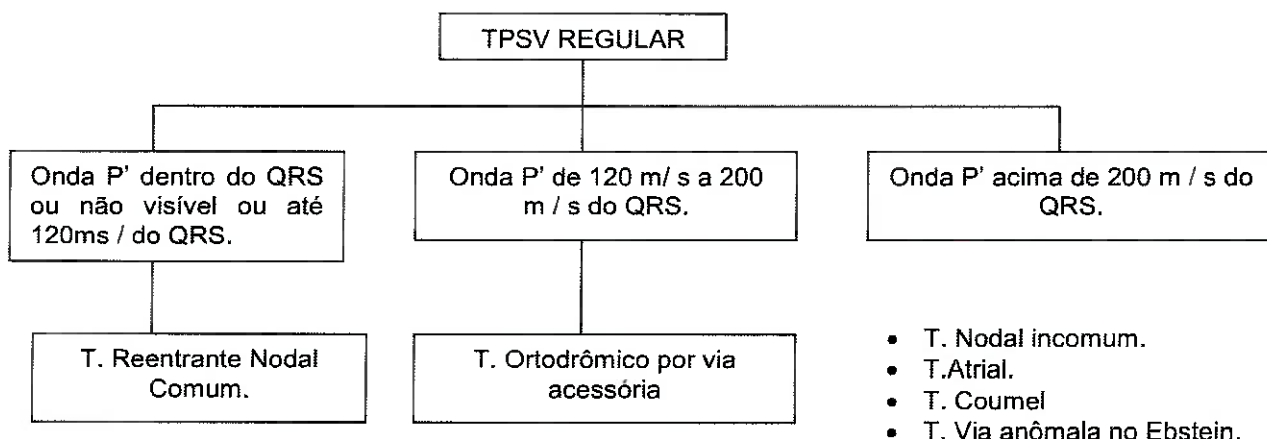 TPSV REGULAR
Onda P' dentro do QRS
ou não visível ou até
120ms / do QRS.
Onda P' de 120 m/ s a 200
m / s do QRS.
Onda P' acima de 200 m / s do
QRS.
T. Reentrante Nodal
Comum.
T. Ortodrômico por via
acessória
• T. Nodal incomum.
• T.Atrial.
• T. Coumel
• T. Via anômala no Ebstein.